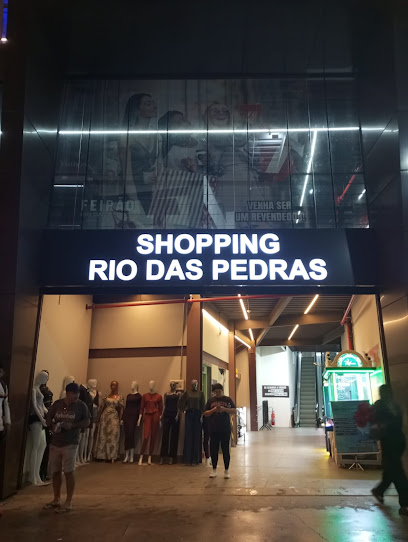 FEIRÃO
VENHA SER
UM REVENDEDOR
SHOPPING
RIO DAS PEDRAS